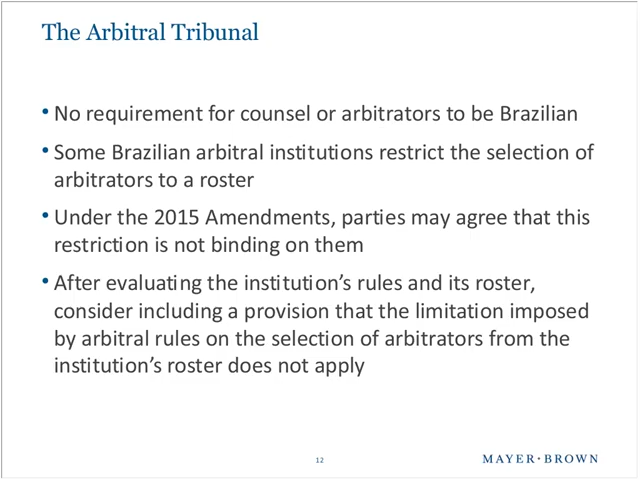 The Arbitral Tribunal
• No requirement for counsel or arbitrators to be Brazilian
• Some Brazilian arbitral institutions restrict the selection of
arbitrators to a roster
• Under the 2015 Amendments, parties may agree that this
restriction is not binding on them
• After evaluating the institution’s rules and its roster,
consider including a provision that the limitation imposed
by arbitral rules on the selection of arbitrators from the
institution’s roster does not apply
12
MAYER • BROWN